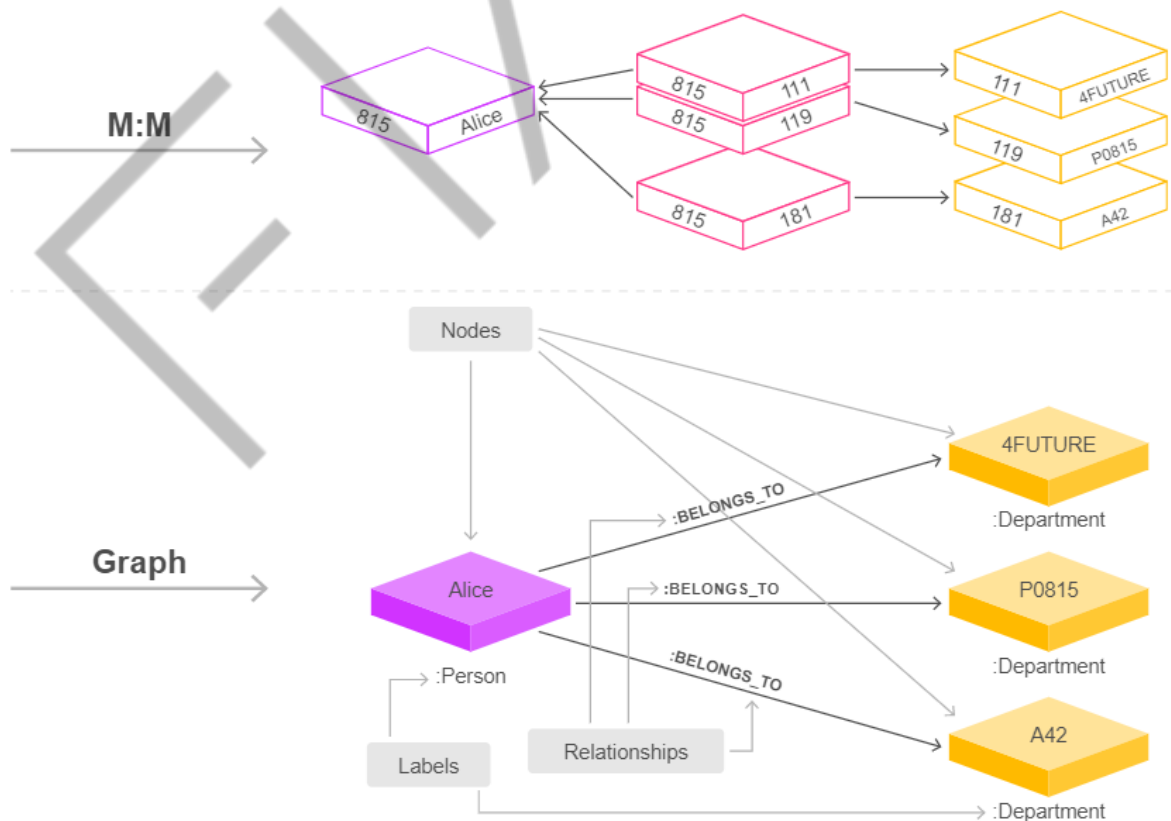 M:M
815 Alice
815 111
815 119
815 181
111 4FUTURE
119 P0815
181 A42
Nodes
4FUTURE
:Department
:BELONGS_TO
Graph
Alice
:Person
:BELONGS_TO
P0815
:Department
:BELONGS_TO
A42
:Department
Labels
Relationships